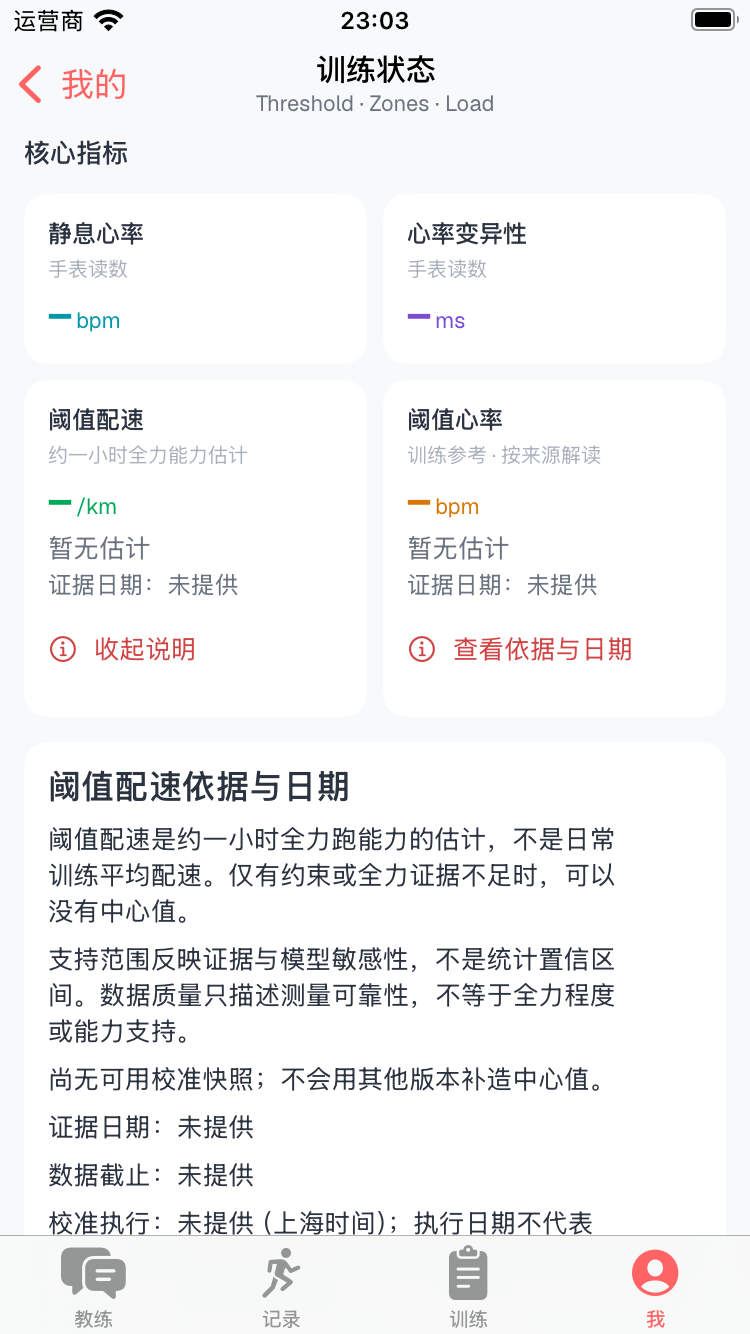 运营商
23:03
我的
训练状态
Threshold · Zones · Load
核心指标
静息心率
手表读数
— bpm
心率变异性
手表读数
— ms
阈值配速
约一小时全力能力估计
— /km
暂无估计
证据日期：未提供
收起说明
阈值心率
训练参考 · 按来源解读
— bpm
暂无估计
证据日期：未提供
查看依据与日期
阈值配速依据与日期
阈值配速是约一小时全力跑能力的估计，不是日常
训练平均配速。仅有约束或全力证据不足时，可以
没有中心值。
支持范围反映证据与模型敏感性，不是统计置信区
间。数据质量只描述测量可靠性，不等于全力程度
或能力支持。
尚无可用校准快照；不会用其他版本补造中心值。
证据日期：未提供
数据截止：未提供
校准执行：未提供 (上海时间)；执行日期不代表
教练
记录
训练
我